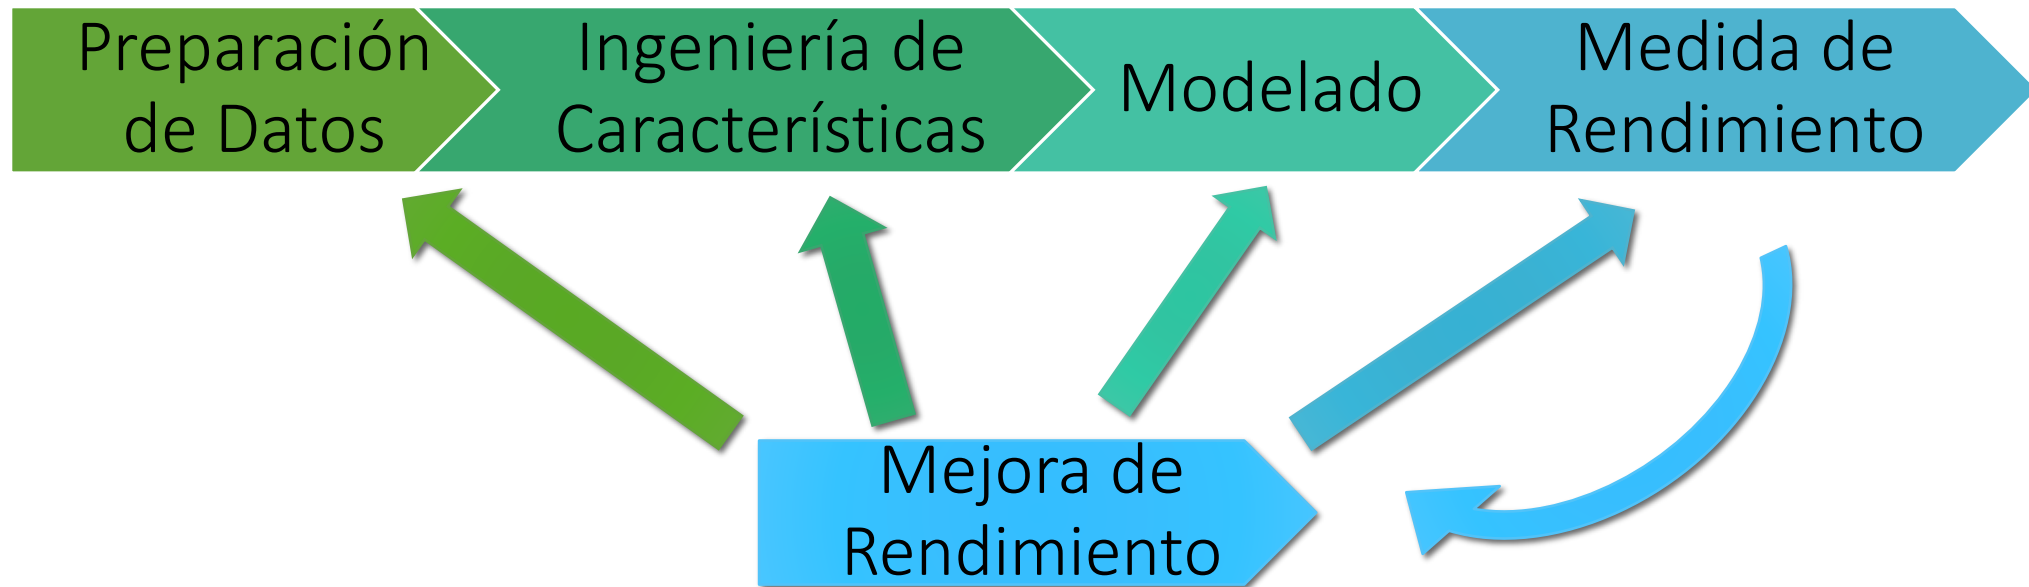 Preparación
de Datos
Ingeniería de
Características
Modelado
Medida de
Rendimiento
Mejora de
Rendimiento